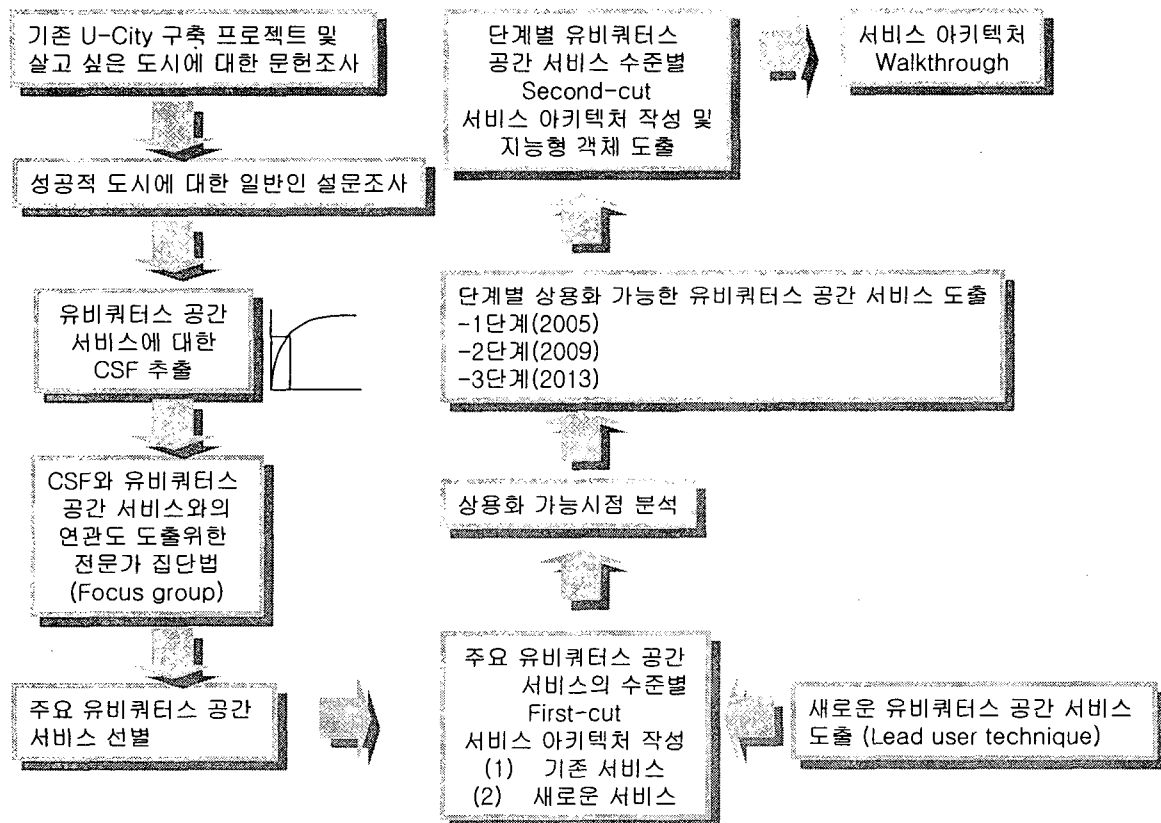 기존 U-City 구축 프로젝트 및
살고 싶은 도시에 대한 문헌조사
성공적 도시에 대한 일반인 설문조사
유비쿼터스 공간
서비스에 대한
CSF 추출
CSF와 유비쿼터스
공간 서비스와의
연관도 도출위한
전문가 집단법
(Focus group)
주요 유비쿼터스 공간
서비스 선별
주요 유비쿼터스 공간
서비스의 수준별
First-cut
서비스 아키텍처 작성
(1) 기존 서비스
(2) 새로운 서비스
새로운 유비쿼터스 공간 서비스
도출 (Lead user technique)
상용화 가능시점 분석
단계별 상용화 가능한 유비쿼터스 공간 서비스 도출
-1단계(2005)
-2단계(2009)
-3단계(2013)
단계별 유비쿼터스
공간 서비스 수준별
Second-cut
서비스 아키텍처 작성 및
지능형 객체 도출
서비스 아키텍처
Walkthrough